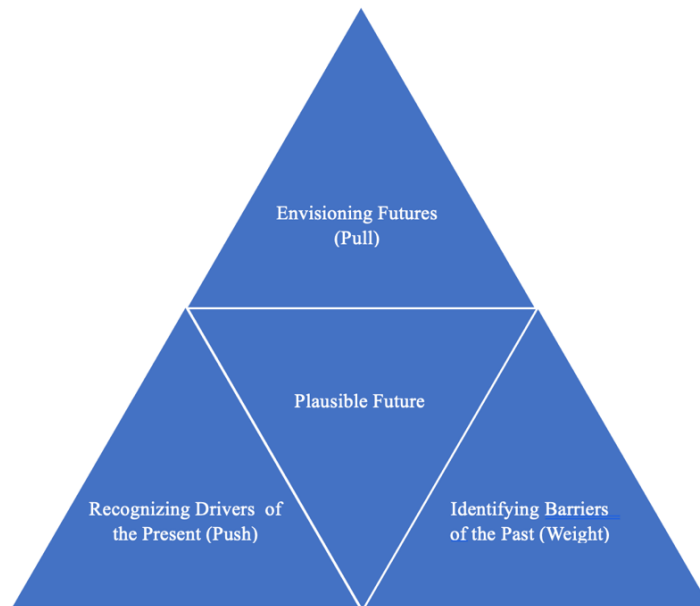 Envisioning Futures
(Pull)
Plausible Future
Recognizing Drivers of
the Present (Push)
Identifying Barriers
of the Past (Weight)